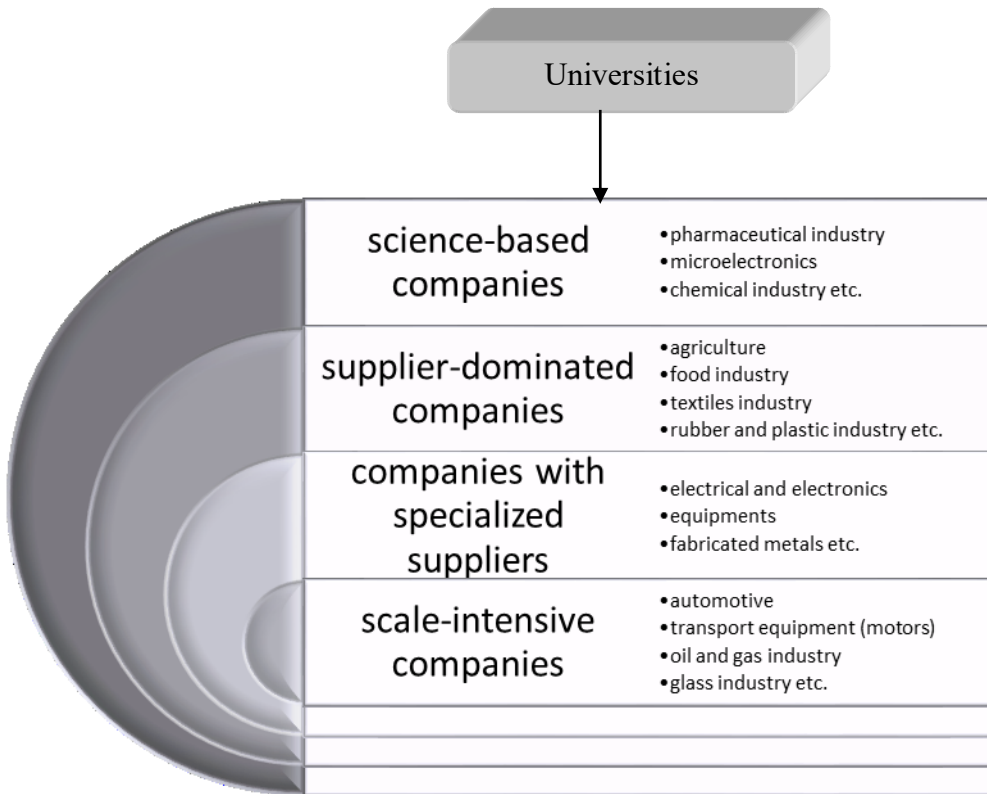 Universities
science-based
companies
•pharmaceutical industry
•microelectronics
•chemical industry etc.
supplier-dominated
companies
•agriculture
•food industry
•textiles industry
•rubber and plastic industry etc.
companies with
specialized
suppliers
•electrical and electronics
•equipments
•fabricated metals etc.
scale-intensive
companies
•automotive
•transport equipment (motors)
•oil and gas industry
•glass industry etc.